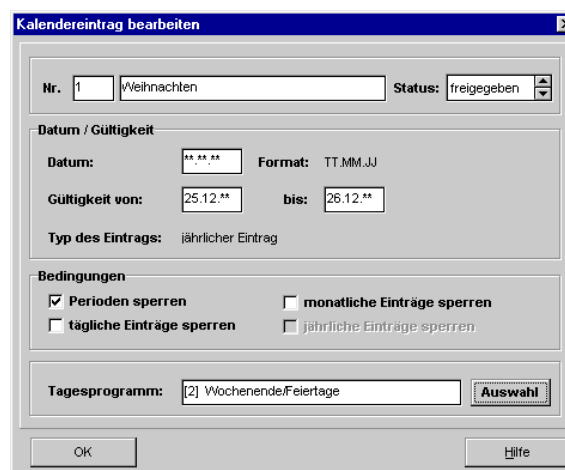 Kalendereintrag bearbeiten
Nr. 1 Weihnachten Status: freigegeben
Datum / Gültigkeit
Datum: **.**.** Format: TT.MM.JJ
Gültigkeit von: 25.12.** bis: 26.12.**
Typ des Eintrags: jährlicher Eintrag
Bedingungen
Perioden sperren monatliche Einträge sperren
tägliche Einträge sperren jährliche Einträge sperren
Tagesprogramm: [2] Wochenende/Feiertage Auswahl
OK Hilfe